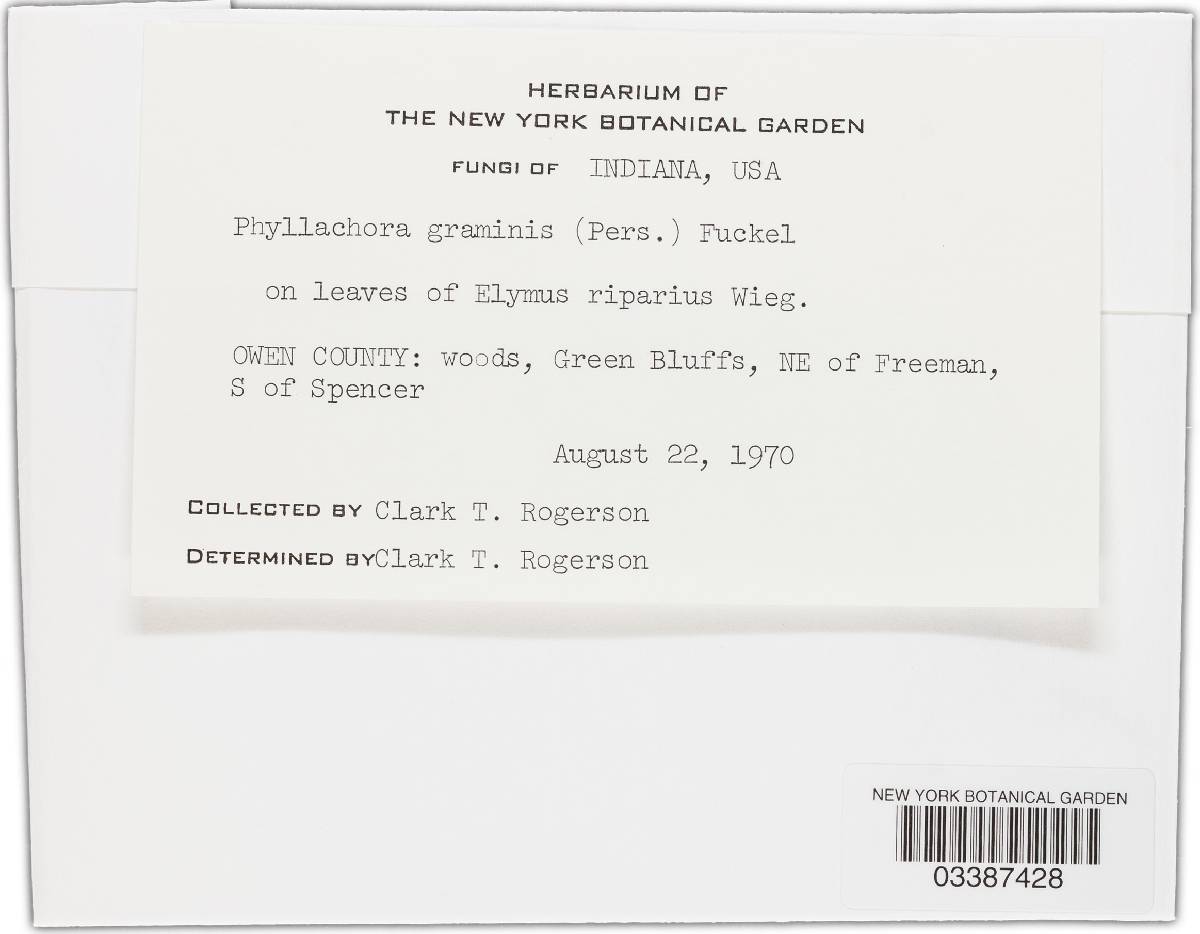 HERBARIUM OF
THE NEW YORK BOTANICAL GARDEN
FUNGI OF INDIANA, USA
Phyllachora graminis (Pers.) Fuckel
on leaves of Elymus riparius Wieg.
OWEN COUNTY: woods, Green Bluffs, NE of Freeman,
S of Spencer
August 22, 1970
COLLECTED BY Clark T. Rogerson
DETERMINED BY Clark T. Rogerson
NEW YORK BOTANICAL GARDEN
03387428